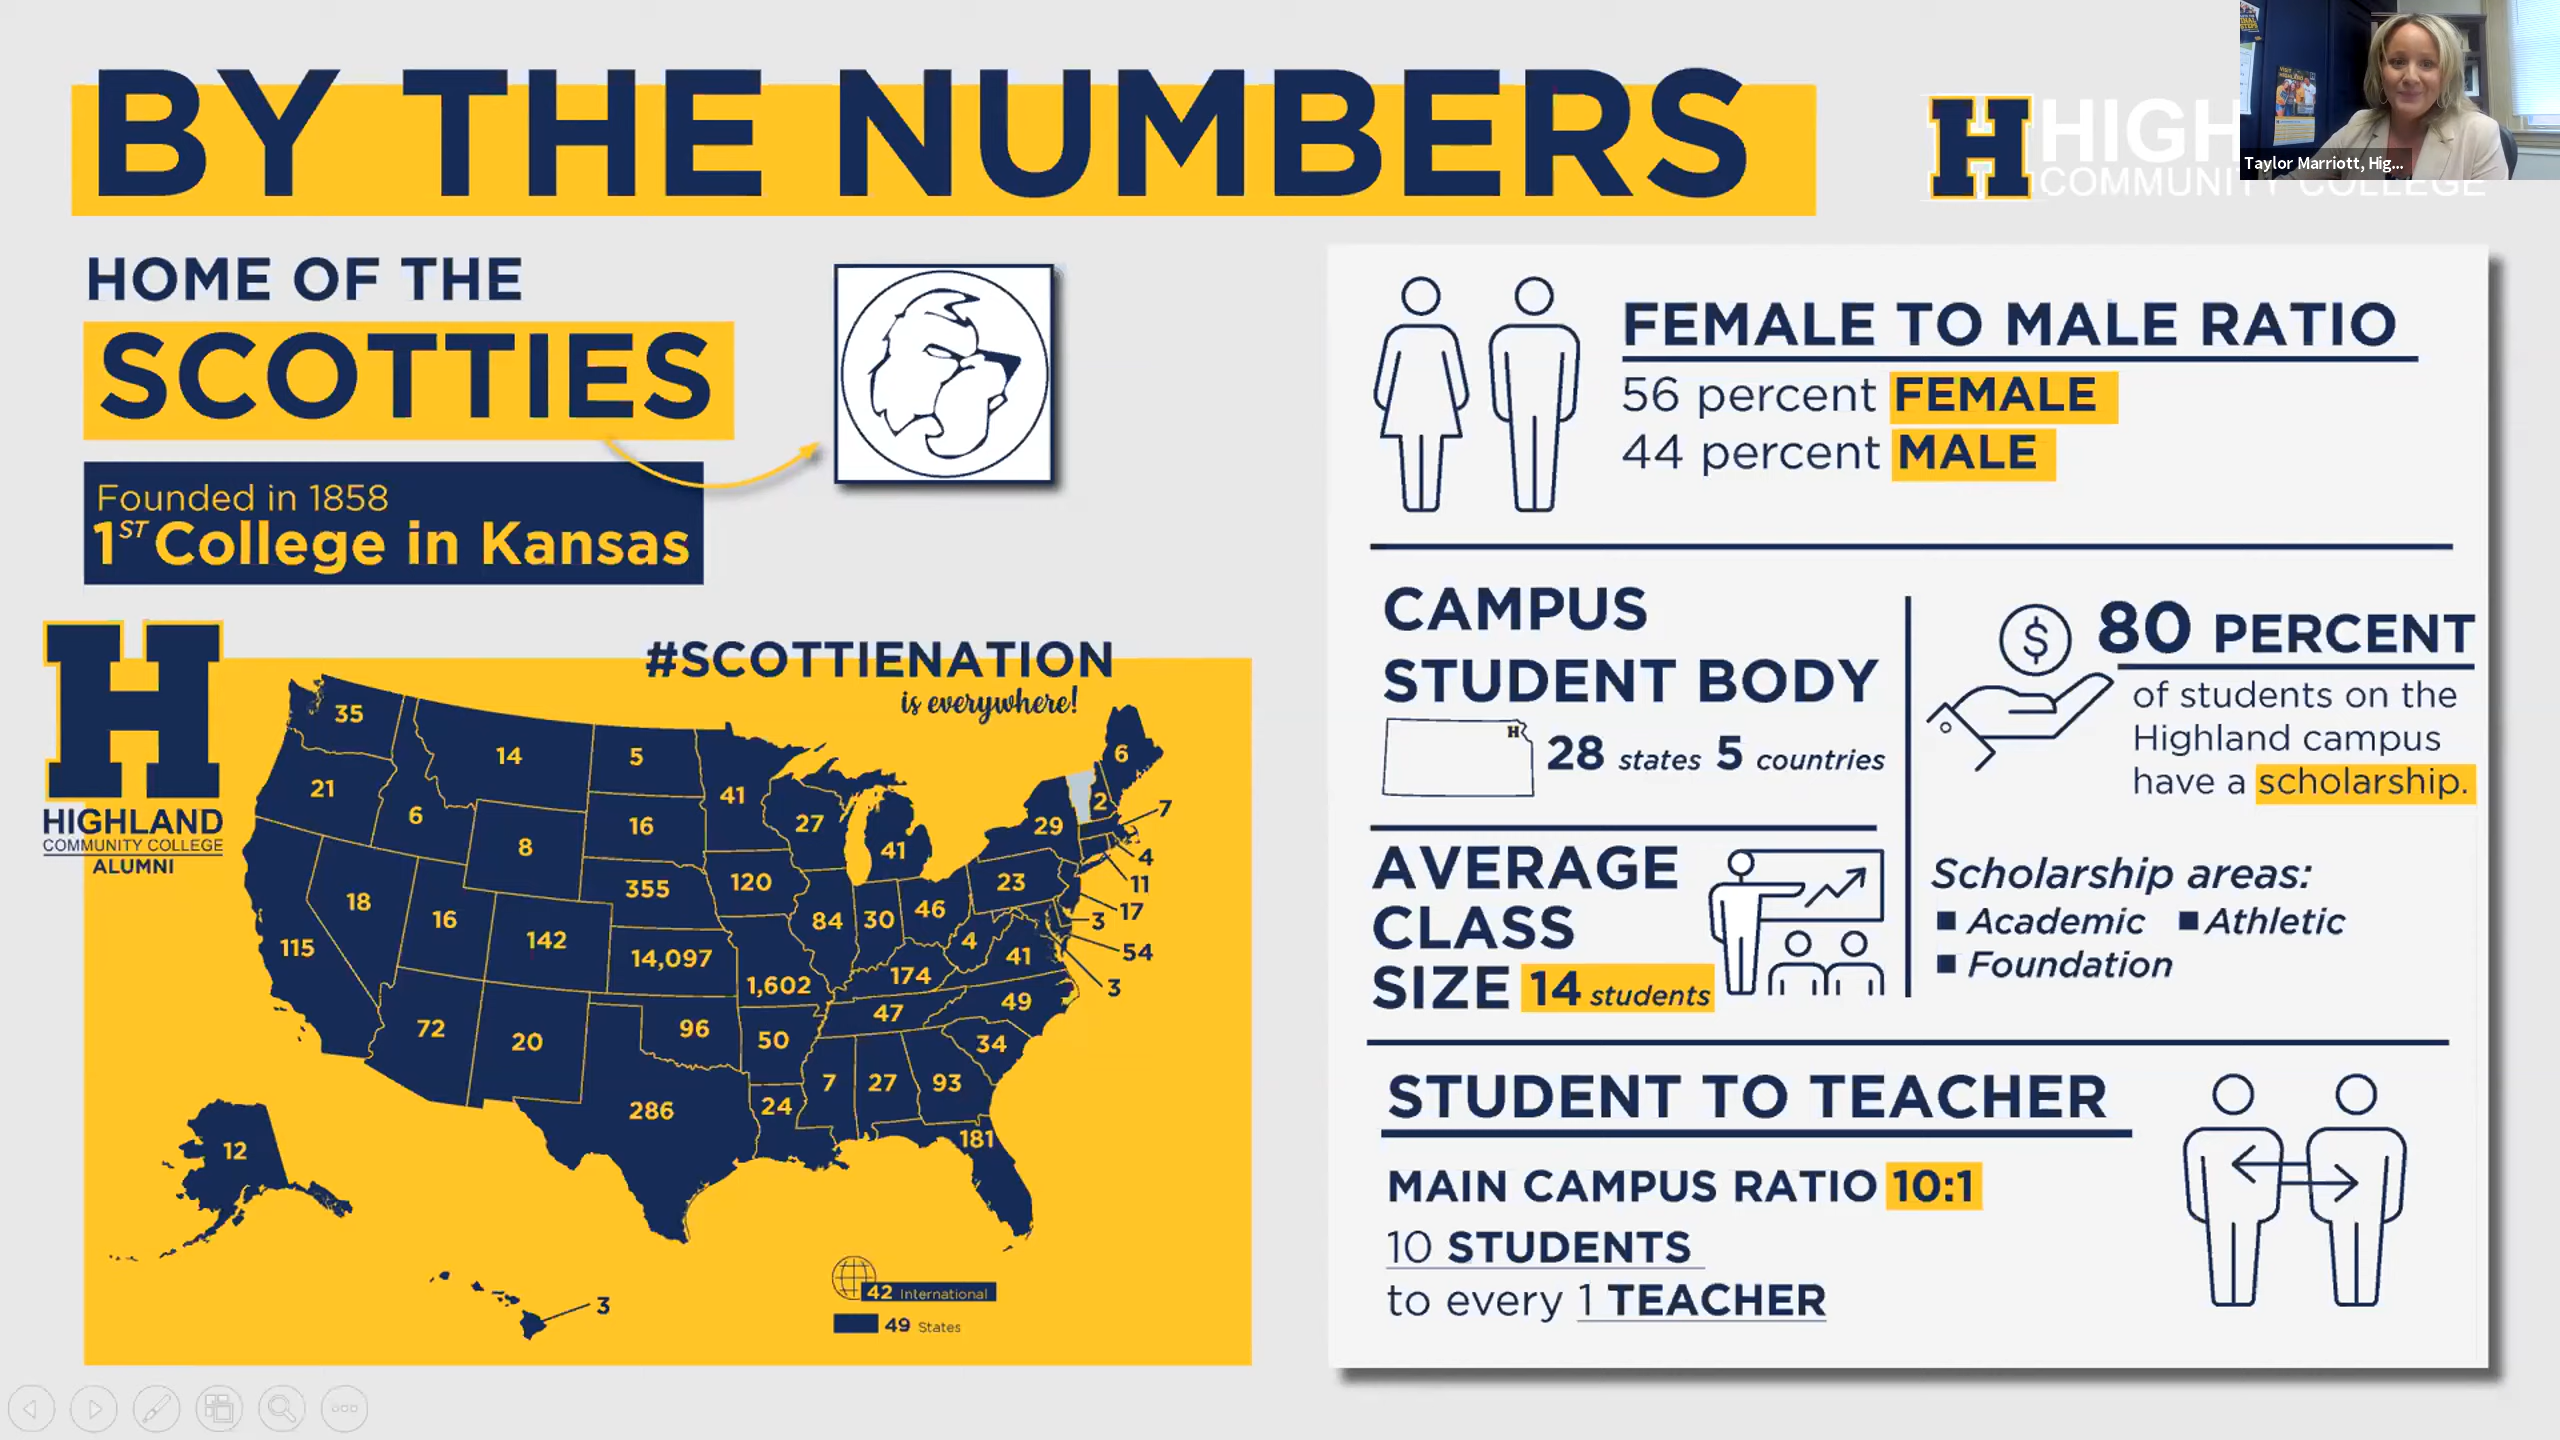 BY THE NUMBERS
H HIGH
COMMUNITY COLLEGE
Taylor Marriott, Hig...
HOME OF THE
SCOTTIES
Founded in 1858
1ST College in Kansas
H
HIGHLAND
COMMUNITY COLLEGE
ALUMNI
#SCOTTIENATION
is everywhere!
35
14
5
6
21
6
41
2
7
8
16
27
41
29
4
18
16
355
120
84
30
46
23
11
17
3
115
142
14,097
1,602
174
4
41
54
3
72
20
96
50
47
49
34
286
24
7
27
93
181
12
3
42 International
49 States
FEMALE TO MALE RATIO
56 percent FEMALE
44 percent MALE
CAMPUS
STUDENT BODY
H
28 states 5 countries
$
80 PERCENT
of students on the
Highland campus
have a scholarship.
AVERAGE
CLASS
SIZE 14 students
Scholarship areas:
■ Academic ■ Athletic
■ Foundation
STUDENT TO TEACHER
MAIN CAMPUS RATIO 10:1
10 STUDENTS
to every 1 TEACHER